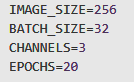 IMAGE_SIZE=256
BATCH_SIZE=32
CHANNELS=3
EPOCHS=20